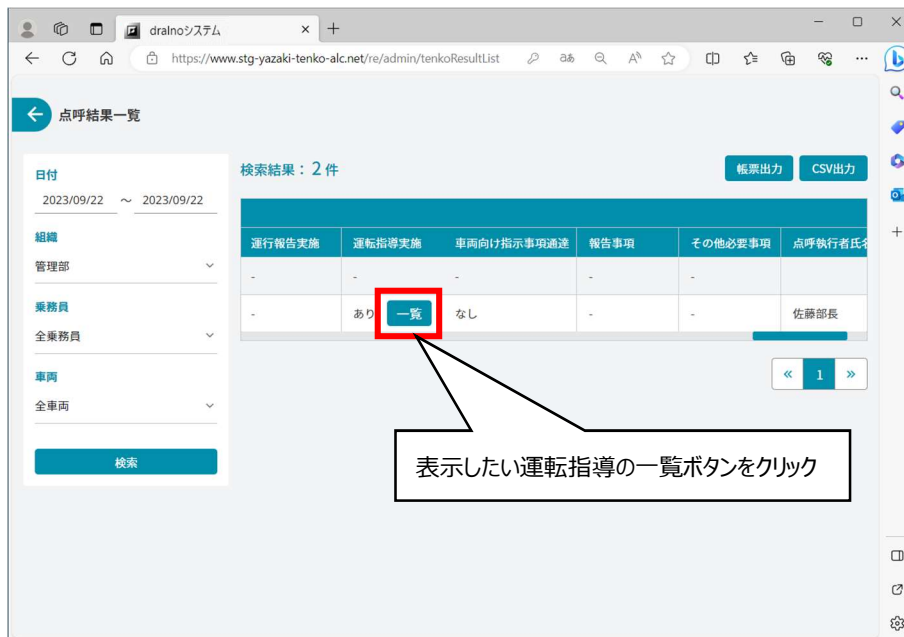 dralnoシステム
https://www.stg-yazaki-tenko-alc.net/re/admin/tenkoResultList
点呼結果一覧
日付
2023/09/22 ～ 2023/09/22
組織
管理部
乗務員
全乗務員
車両
全車両
検索
検索結果：2件
帳票出力 CSV出力
運行報告実施 運転指導実施 車両向け指示事項通達 報告事項 その他必要事項 点呼執行者氏名
- - - - -
- あり 一覧 なし - - 佐藤部長
« 1 »
表示したい運転指導の一覧ボタンをクリック